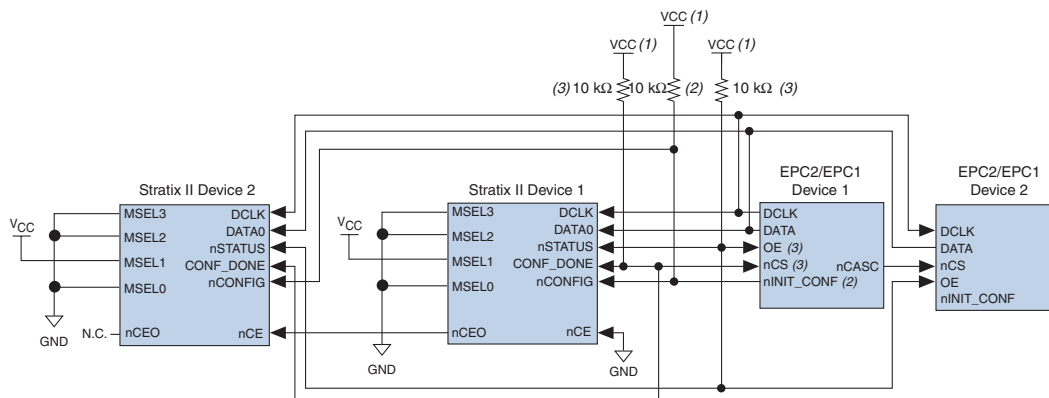 VCC (1)
VCC (1)
VCC (1)
(3) 10 kΩ
10 kΩ
(2)
10 kΩ
(3)
Stratix II Device 2
MSEL3
MSEL2
MSEL1
MSEL0
nCEO
DCLK
DATA0
nSTATUS
CONF_DONE
nCONFIG
nCE
VCC
GND
N.C.
Stratix II Device 1
MSEL3
MSEL2
MSEL1
MSEL0
nCEO
DCLK
DATA0
nSTATUS
CONF_DONE
nCONFIG
nCE
VCC
GND
GND
EPC2/EPC1
Device 1
DCLK
DATA
OE (3)
nCS (3)
nCASC
nINIT_CONF (2)
EPC2/EPC1
Device 2
DCLK
DATA
nCS
OE
nINIT_CONF